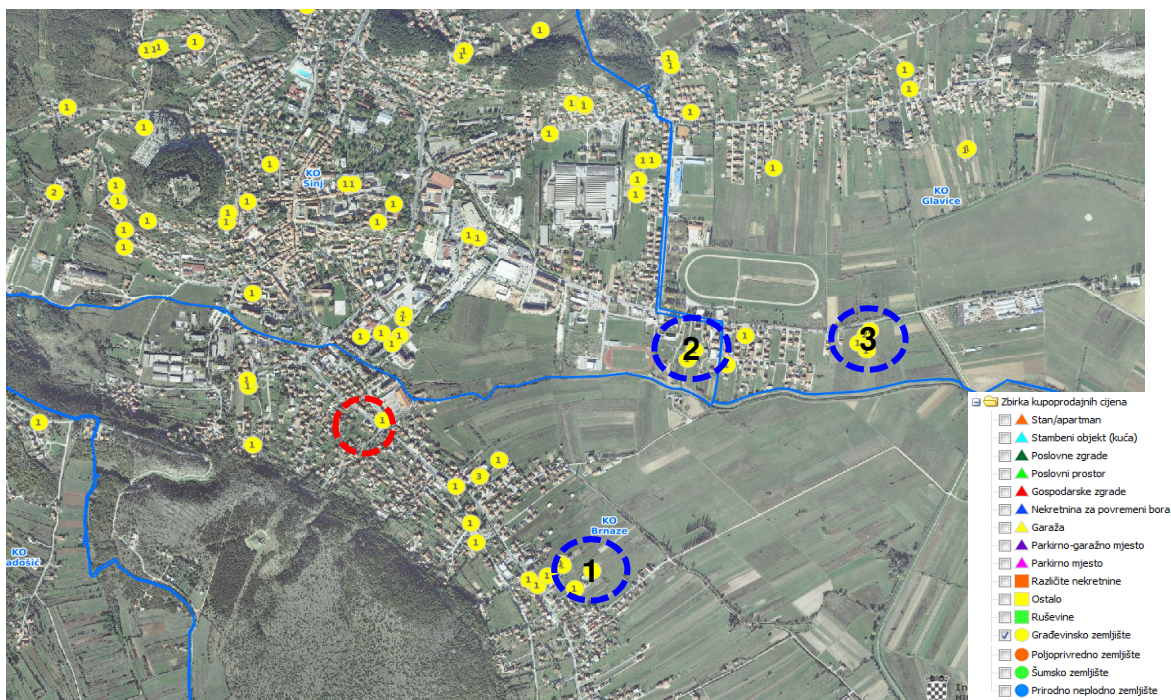 KO
Sinj
KO
Glavice
2
3
KO
Brnaze
1
KO
adošić
Zbirka kupoprodajnih cijena
Stan/apartman
Stambeni objekt (kuća)
Poslovne zgrade
Poslovni prostor
Gospodarske zgrade
Nekretnina za povremeni bora
Garaža
Parkirno-garažno mjesto
Parkirno mjesto
Različite nekretnine
Ostalo
Ruševine
Građevinsko zemljište
Poljoprivredno zemljište
Šumsko zemljište
Prirodno neplodno zemljište
In